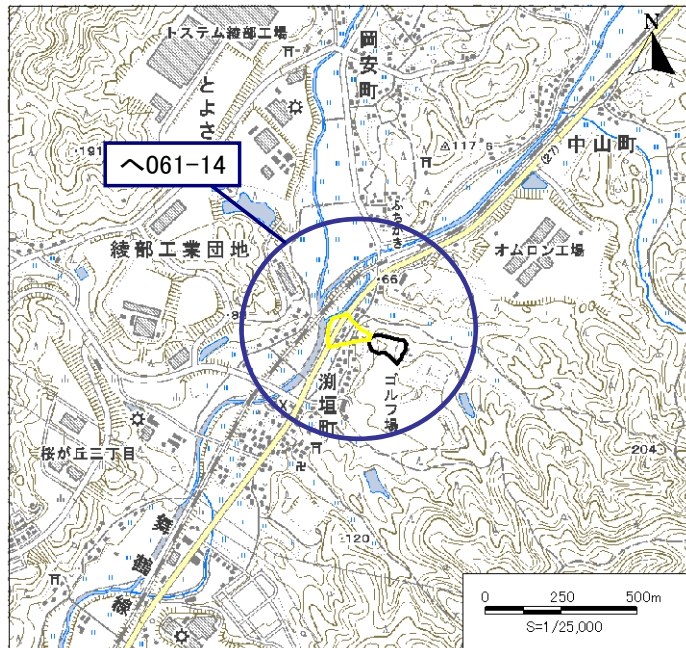 トステム綾部工場
岡安町
N
とよさ
中山町
(27)
・191
△117.6
へ061-14
ふちがき
綾部工業団地
オムロン工場
・66
・88
渕垣町
ゴルフ場
桜が丘三丁目
・204
舞鶴線
・120
0 250 500m
S=1/25,000